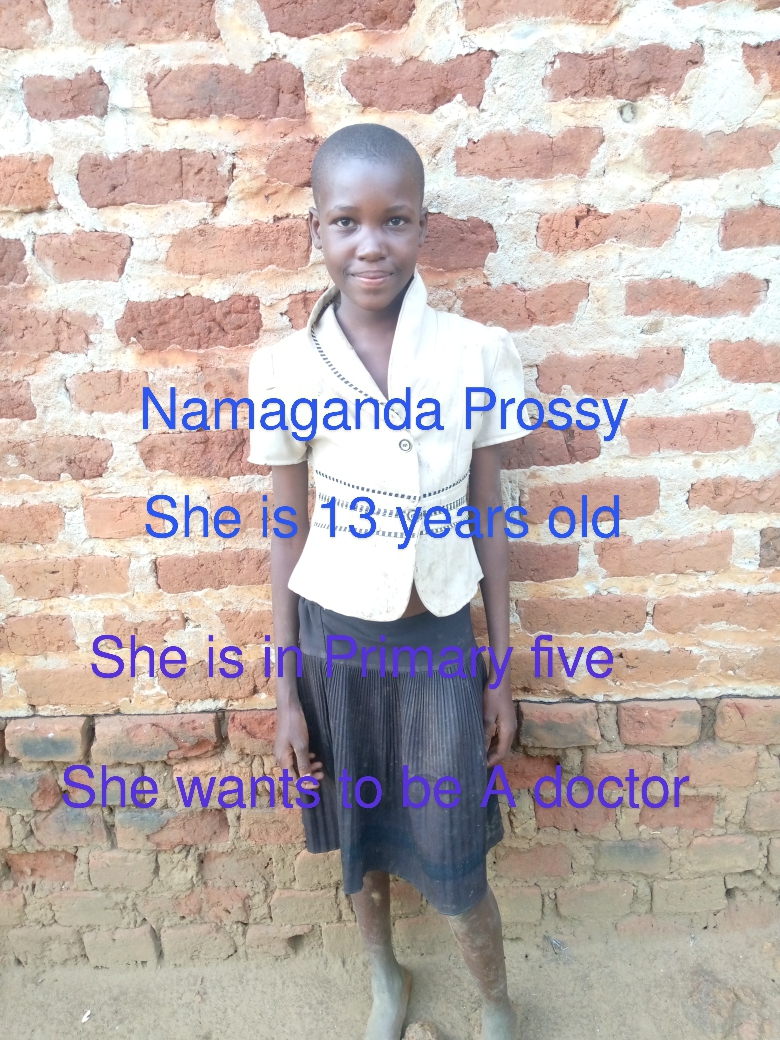 Namaganda Prossy
She is 13 years old
She is in Primary five
She wants to be A doctor